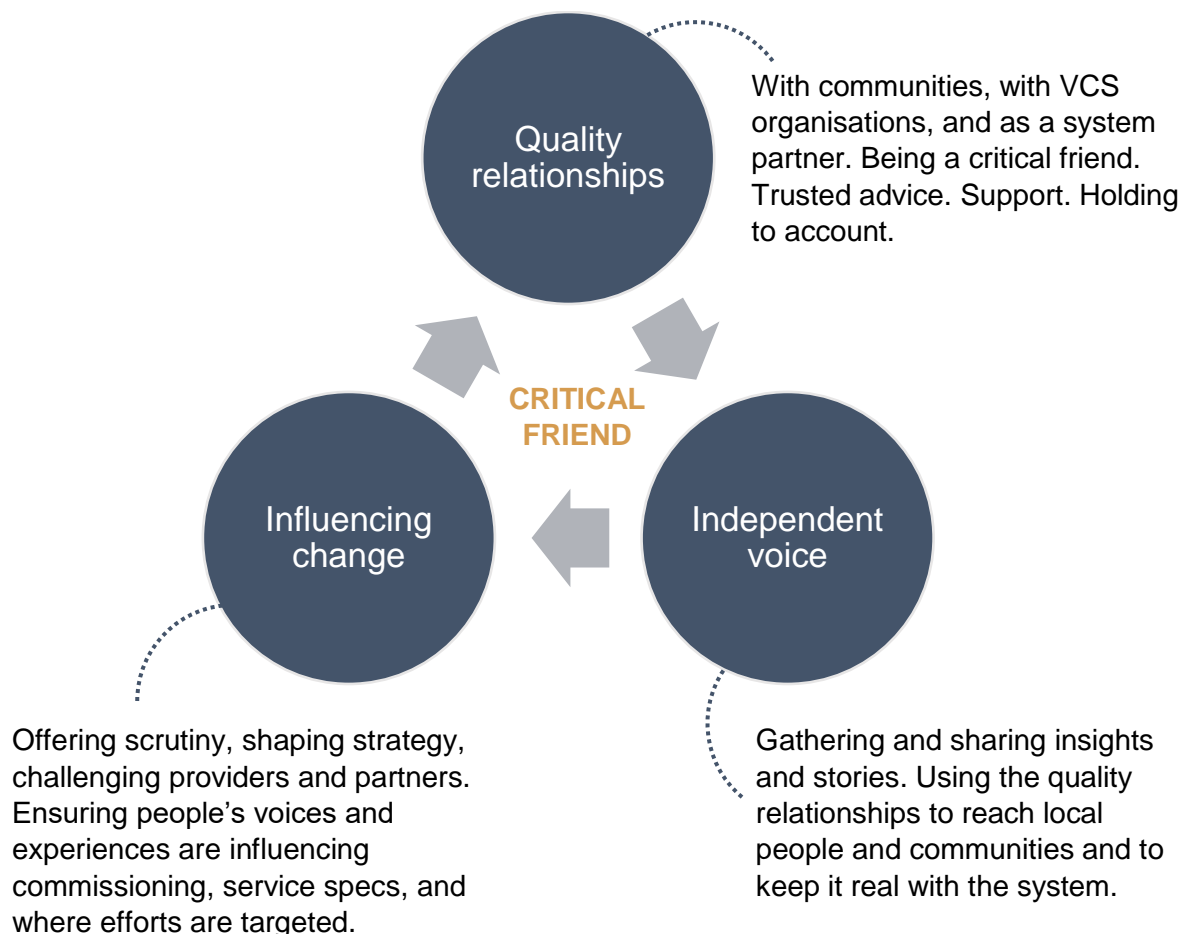 Quality
relationships
With communities, with VCS
organisations, and as a system
partner. Being a critical friend.
Trusted advice. Support. Holding
to account.
CRITICAL
FRIEND
Influencing
change
Independent
voice
Offering scrutiny, shaping strategy,
challenging providers and partners.
Ensuring people’s voices and
experiences are influencing
commissioning, service specs, and
where efforts are targeted.
Gathering and sharing insights
and stories. Using the quality
relationships to reach local
people and communities and to
keep it real with the system.